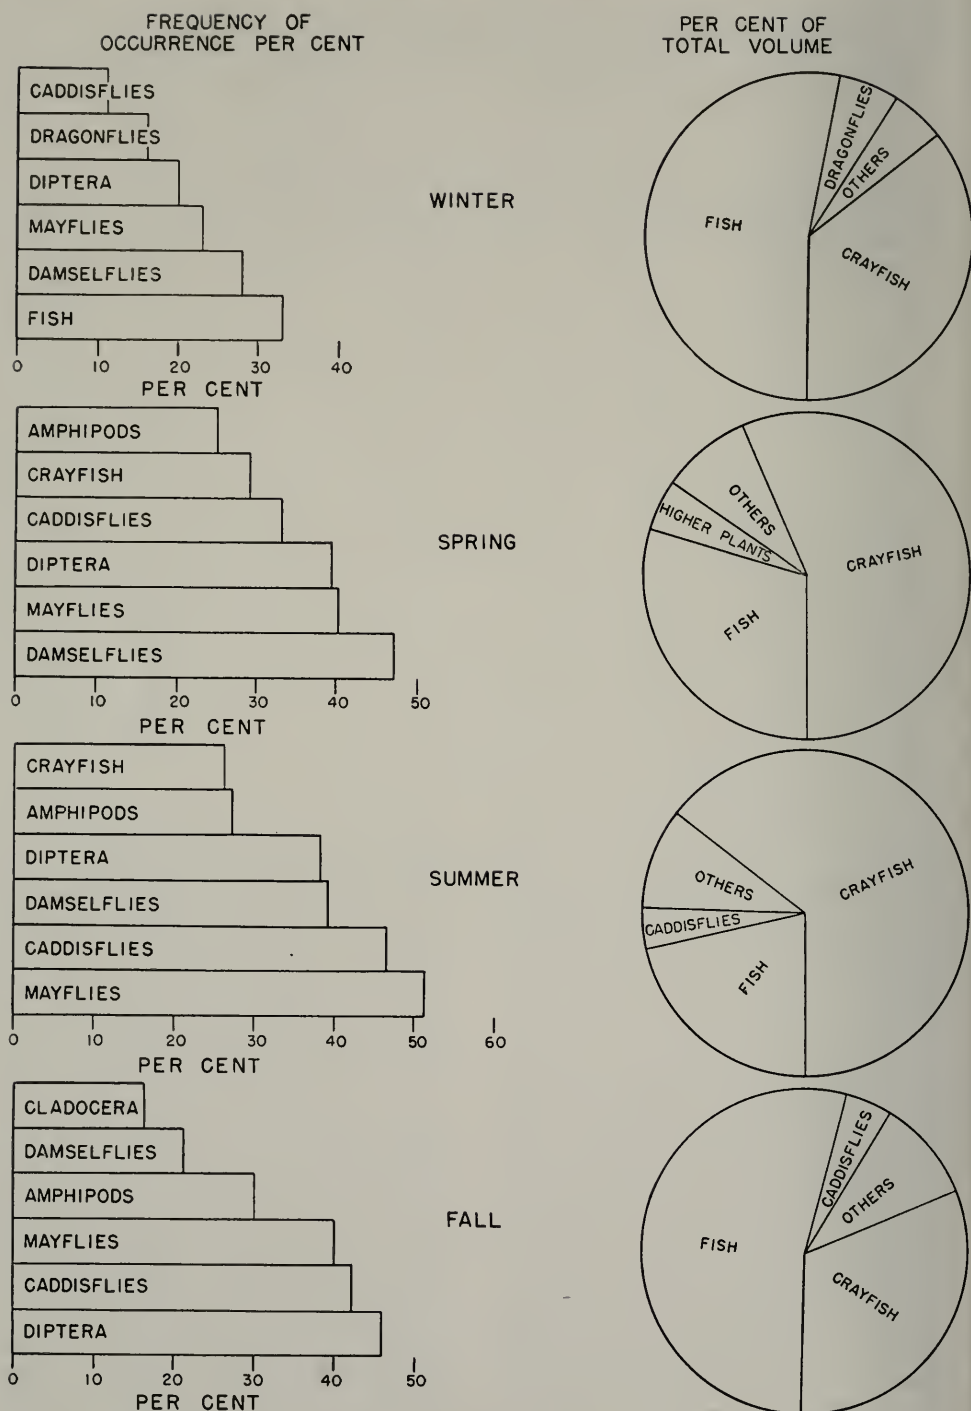 FREQUENCY OF
OCCURRENCE PER CENT
PER CENT OF
TOTAL VOLUME
CADDISFLIES
DRAGONFLIES
DIPTERA
MAYFLIES
DAMSELFLIES
FISH
0 10 20 30 40
PER CENT
WINTER
FISH
DRAGONFLIES
OTHERS
CRAYFISH
AMPHIPODS
CRAYFISH
CADDISFLIES
DIPTERA
MAYFLIES
DAMSELFLIES
0 10 20 30 40 50
PER CENT
SPRING
OTHERS
HIGHER PLANTS
CRAYFISH
FISH
CRAYFISH
AMPHIPODS
DIPTERA
DAMSELFLIES
CADDISFLIES
MAYFLIES
0 10 20 30 40 50 60
PER CENT
SUMMER
CRAYFISH
OTHERS
CADDISFLIES
FISH
CLADOCERA
DAMSELFLIES
AMPHIPODS
MAYFLIES
CADDISFLIES
DIPTERA
0 10 20 30 40 50
PER CENT
FALL
CADDISFLIES
OTHERS
FISH
CRAYFISH